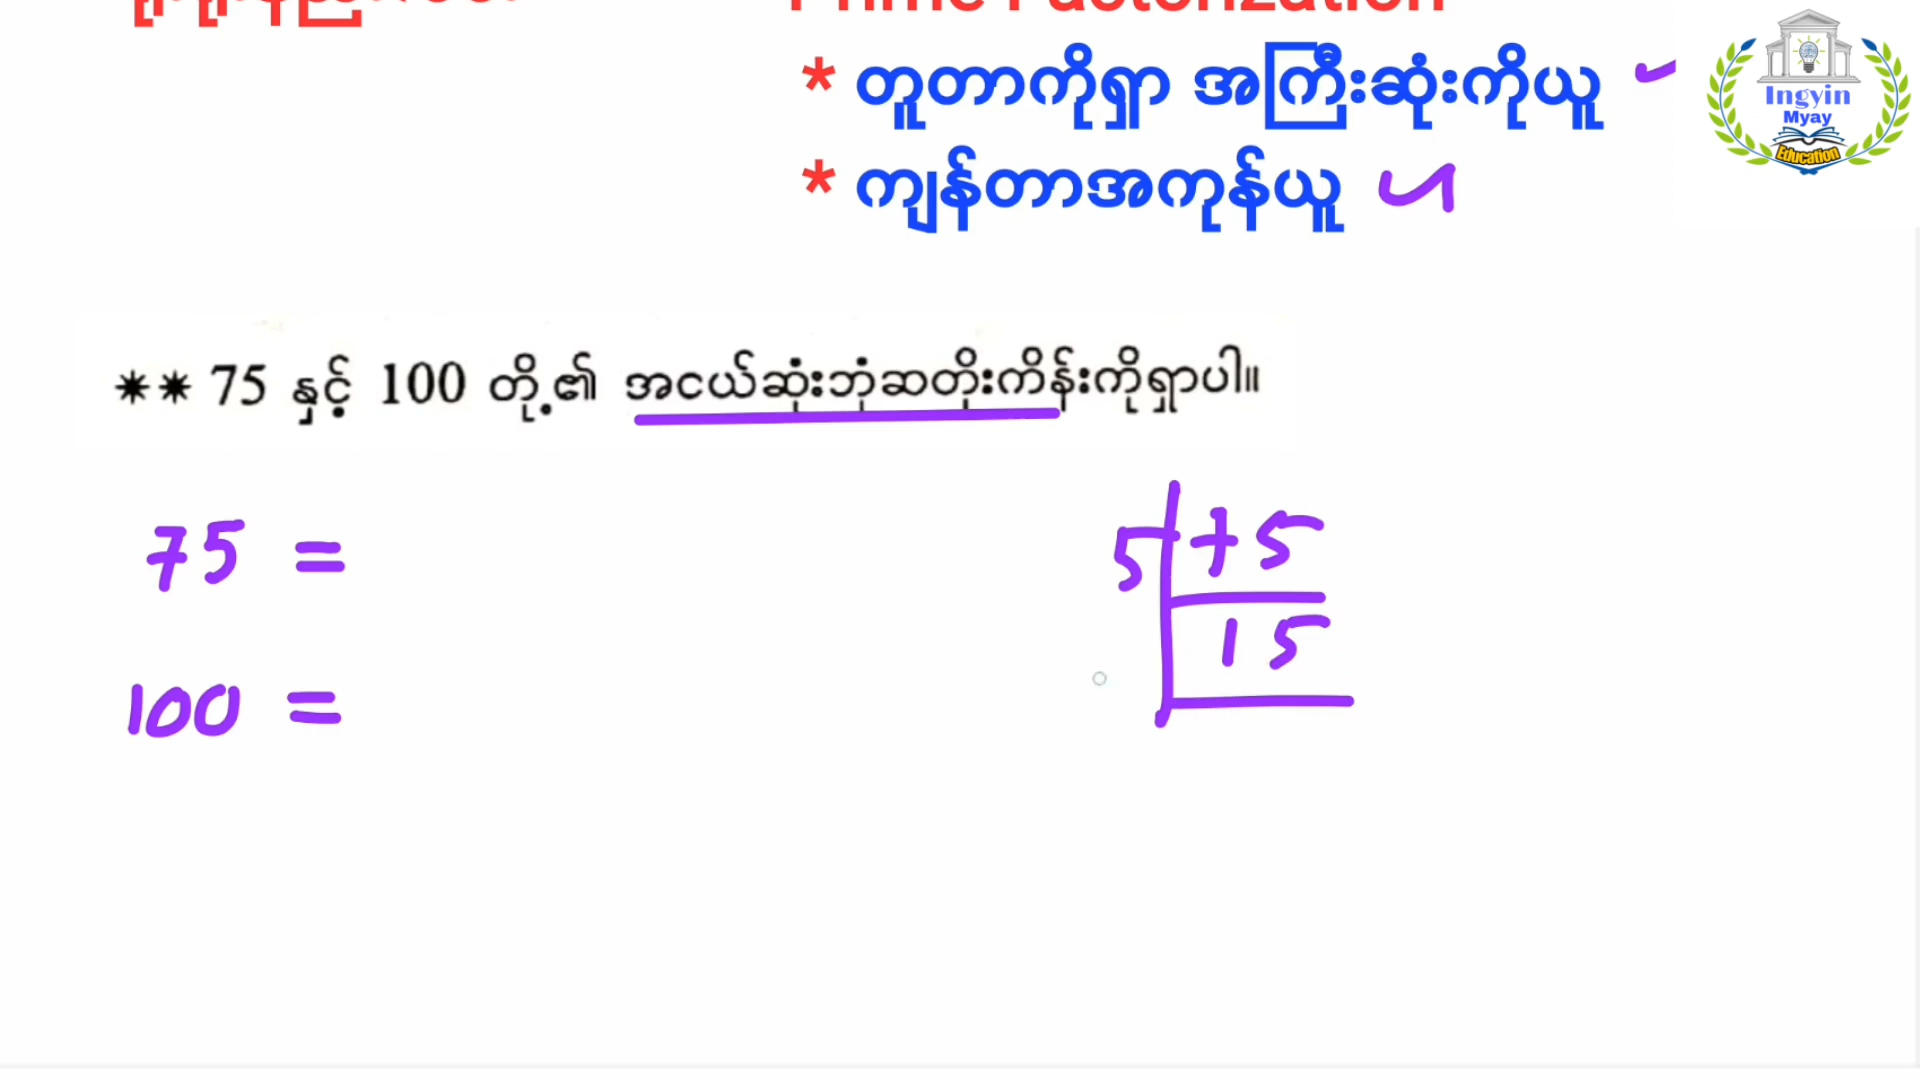 Prime Factorization
* တူတာကိုရှာ အကြီးဆုံးကိုယူ
* ကျန်တာအကုန်ယူ
Ingyin
Myay
Education
** 75 နှင့် 100 တို့၏ အငယ်ဆုံးဘုံဆတိုးကိန်းကိုရှာပါ။
75 =
100 =
5 75
15